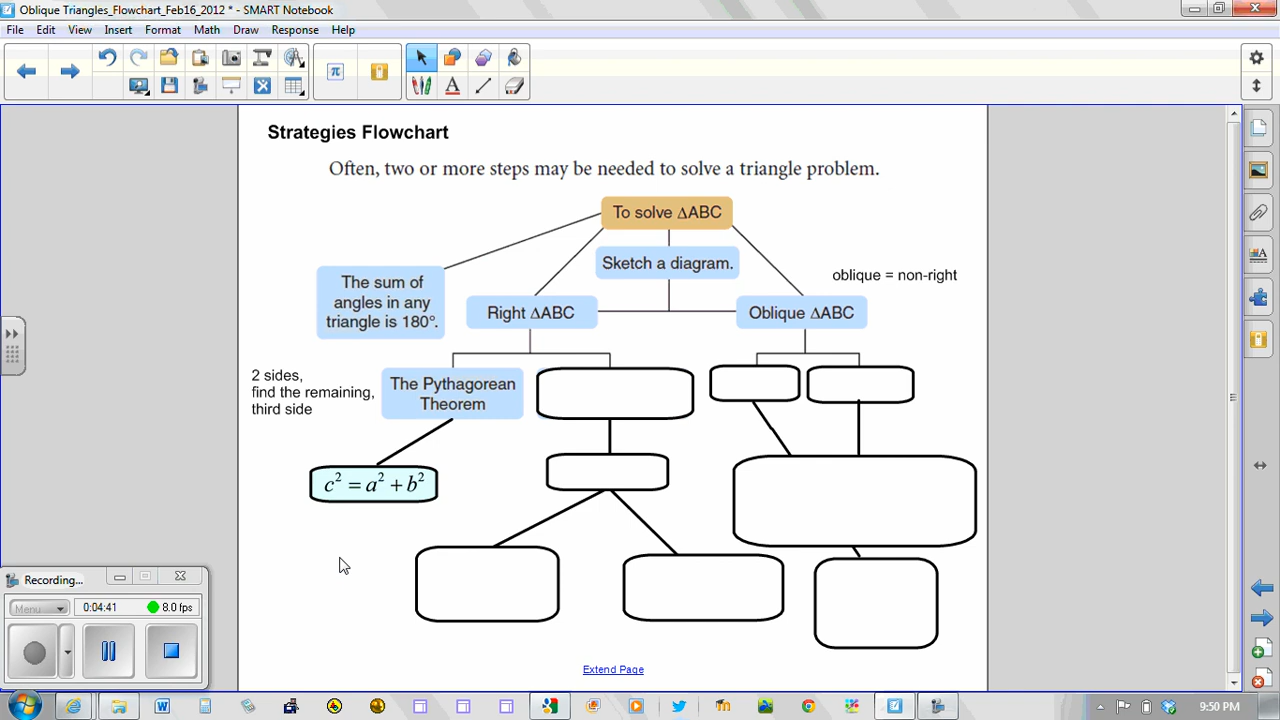 Oblique Triangles_Flowchart_Feb16_2012 * - SMART Notebook
File Edit View Insert Format Math Draw Response Help
Strategies Flowchart
Often, two or more steps may be needed to solve a triangle problem.
To solve ΔABC
Sketch a diagram.
oblique = non-right
The sum of
angles in any
triangle is 180°.
Right ΔABC
Oblique ΔABC
2 sides,
find the remaining,
third side
The Pythagorean
Theorem
c² = a² + b²
Recording...
Menu
0:04:41
8.0 fps
Extend Page
9:50 PM